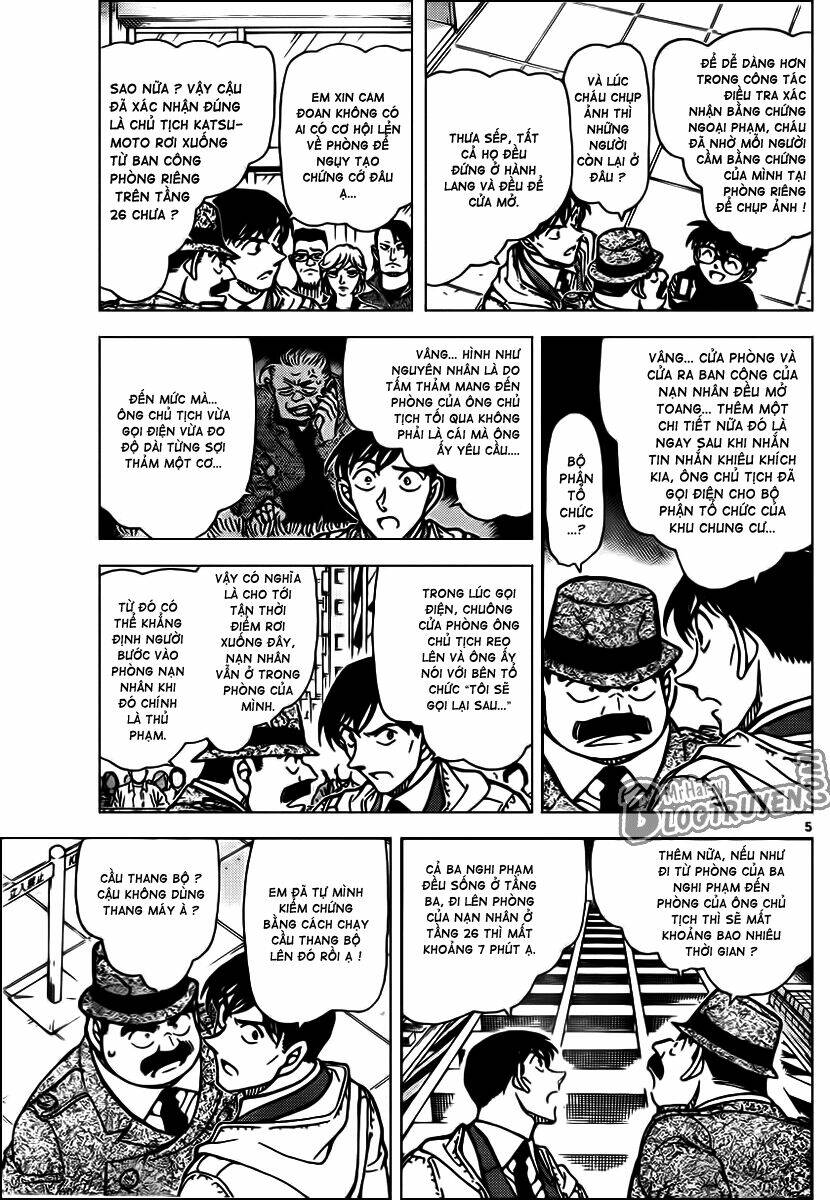 ĐỂ DỄ DÀNG HƠN
TRONG CÔNG TÁC
ĐIỀU TRA XÁC
NHẬN BẰNG CHỨNG
NGOẠI PHẠM, CHÁU
ĐÃ NHỜ MỖI NGƯỜI
CẦM BẰNG CHỨNG
CỦA MÌNH TẠI
PHÒNG RIÊNG
ĐỂ CHỤP ẢNH !
VÀ LÚC
CHÁU CHỤP
ẢNH THÌ
NHỮNG
NGƯỜI
CÒN LẠI Ở
ĐÂU ?
THƯA SẾP, TẤT
CẢ HỌ ĐỀU
ĐỨNG Ở HÀNH
LANG VÀ ĐỀU ĐỂ
CỬA MỞ.
EM XIN CAM
ĐOAN KHÔNG CÓ
AI CÓ CƠ HỘI LẺN
VỀ PHÒNG ĐỂ
NGỤY TẠO
CHỨNG CỚ ĐÂU
Ạ...
SAO NỮA ? VẬY CẬU
ĐÃ XÁC NHẬN ĐÚNG
LÀ CHỦ TỊCH KATSU-
MOTO RƠI XUỐNG
TỪ BAN CÔNG
PHÒNG RIÊNG
TRÊN TẦNG
26 CHƯA ?
VÂNG... CỬA PHÒNG VÀ
CỬA RA BAN CÔNG CỦA
NẠN NHÂN ĐỀU MỞ
TOANG... THÊM MỘT
CHI TIẾT NỮA ĐÓ LÀ
NGAY SAU KHI NHẮN
TIN NHẮN KHIÊU KHÍCH
KIA, ÔNG CHỦ TỊCH ĐÃ
GỌI ĐIỆN CHO BỘ
PHẬN TỔ CHỨC CỦA
KHU CHUNG CƯ...
BỘ
PHẬN
TỔ
CHỨC
...?
VÂNG... HÌNH NHƯ
NGUYÊN NHÂN LÀ DO
TẤM THẢM MANG ĐẾN
PHÒNG CỦA ÔNG CHỦ
TỊCH TỐI QUA KHÔNG
PHẢI LÀ CÁI MÀ ÔNG
ẤY YÊU CẦU....
ĐẾN MỨC MÀ...
ÔNG CHỦ TỊCH VỪA
GỌI ĐIỆN VỪA ĐO
ĐỘ DÀI TỪNG SỢI
THẢM MỘT CƠ...
TRONG LÚC GỌI
ĐIỆN, CHUÔNG
CỬA PHÒNG ÔNG
CHỦ TỊCH REO
LÊN VÀ ÔNG ẤY
NÓI VỚI BÊN TỔ
CHỨC "TÔI SẼ
GỌI LẠI SAU..."
VẬY CÓ NGHĨA
LÀ CHO TỚI
TẬN THỜI
ĐIỂM RƠI
XUỐNG ĐÂY,
NẠN NHÂN
VẪN Ở TRONG
PHÒNG CỦA
MÌNH.
TỪ ĐÓ CÓ
THỂ KHẲNG
ĐỊNH NGƯỜI
BƯỚC VÀO
PHÒNG NẠN
NHÂN KHI
ĐÓ CHÍNH
LÀ THỦ
PHẠM.
MrHarry
BLOGTRUYEN.COM
5
THÊM NỮA, NẾU NHƯ
ĐI TỪ PHÒNG CỦA BA
NGHI PHẠM ĐẾN
PHÒNG CỦA ÔNG CHỦ
TỊCH THÌ SẼ MẤT
KHOẢNG BAO NHIÊU
THỜI GIAN ?
CẢ BA NGHI PHẠM
ĐỀU SỐNG Ở TẦNG
BA, ĐI LÊN PHÒNG
CỦA NẠN NHÂN Ở
TẦNG 26 THÌ MẤT
KHOẢNG 7 PHÚT Ạ.
EM ĐÃ TỰ MÌNH
KIỂM CHỨNG
BẰNG CÁCH CHẠY
CẦU THANG BỘ
LÊN ĐÓ RỒI Ạ !
CẦU THANG BỘ ?
CẬU KHÔNG DÙNG
THANG MÁY À ?
立入禁止 K